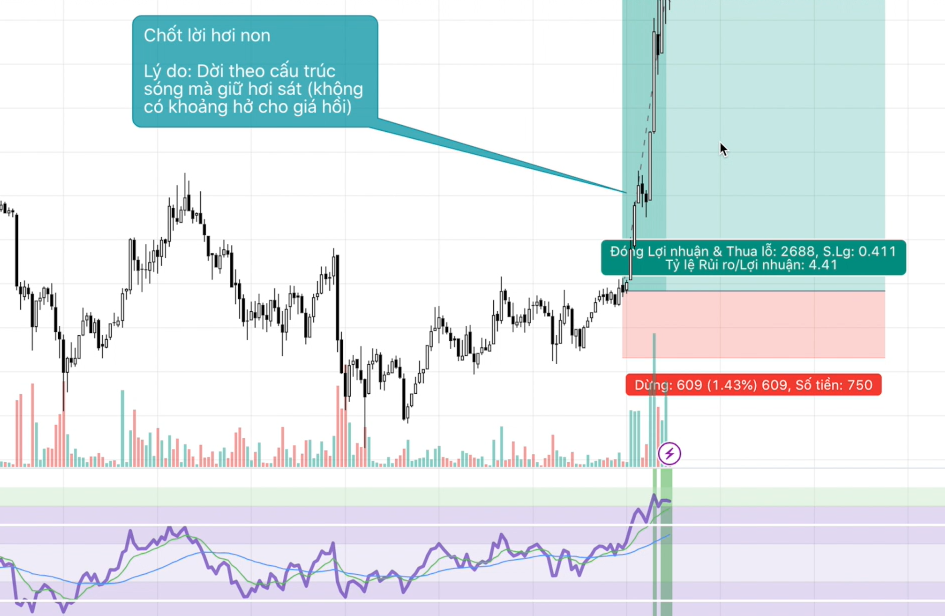 Chốt lời hơi non
Lý do: Dời theo cấu trúc
sóng mà giữ hơi sát (không
có khoảng hở cho giá hồi)
Đóng Lợi nhuận & Thua lỗ: 2688, S.Lg: 0.411
Tỷ lệ Rủi ro/Lợi nhuận: 4.41
Dừng: 609 (1.43%) 609, Số tiền: 750